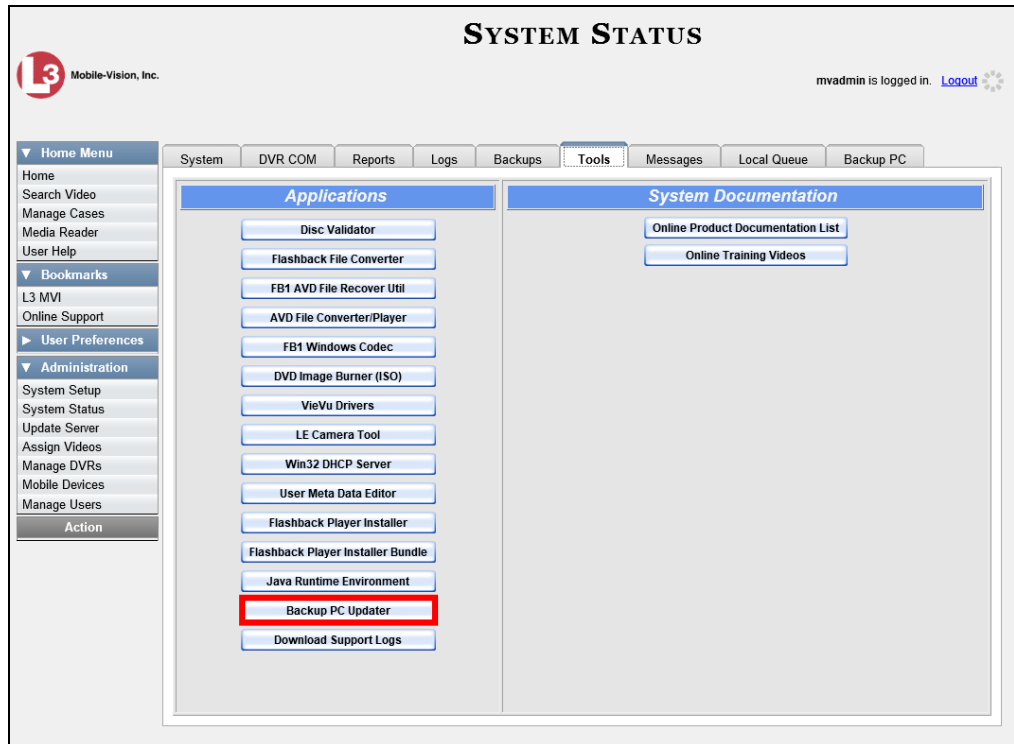 SYSTEM STATUS
L3 Mobile-Vision, Inc.
mvadmin is logged in. Logout
Home Menu
Home
Search Video
Manage Cases
Media Reader
User Help
Bookmarks
L3 MVI
Online Support
User Preferences
Administration
System Setup
System Status
Update Server
Assign Videos
Manage DVRs
Mobile Devices
Manage Users
Action
System DVR COM Reports Logs Backups Tools Messages Local Queue Backup PC
Applications
Disc Validator
Flashback File Converter
FB1 AVD File Recover Util
AVD File Converter/Player
FB1 Windows Codec
DVD Image Burner (ISO)
VieVu Drivers
LE Camera Tool
Win32 DHCP Server
User Meta Data Editor
Flashback Player Installer
Flashback Player Installer Bundle
Java Runtime Environment
Backup PC Updater
Download Support Logs
System Documentation
Online Product Documentation List
Online Training Videos